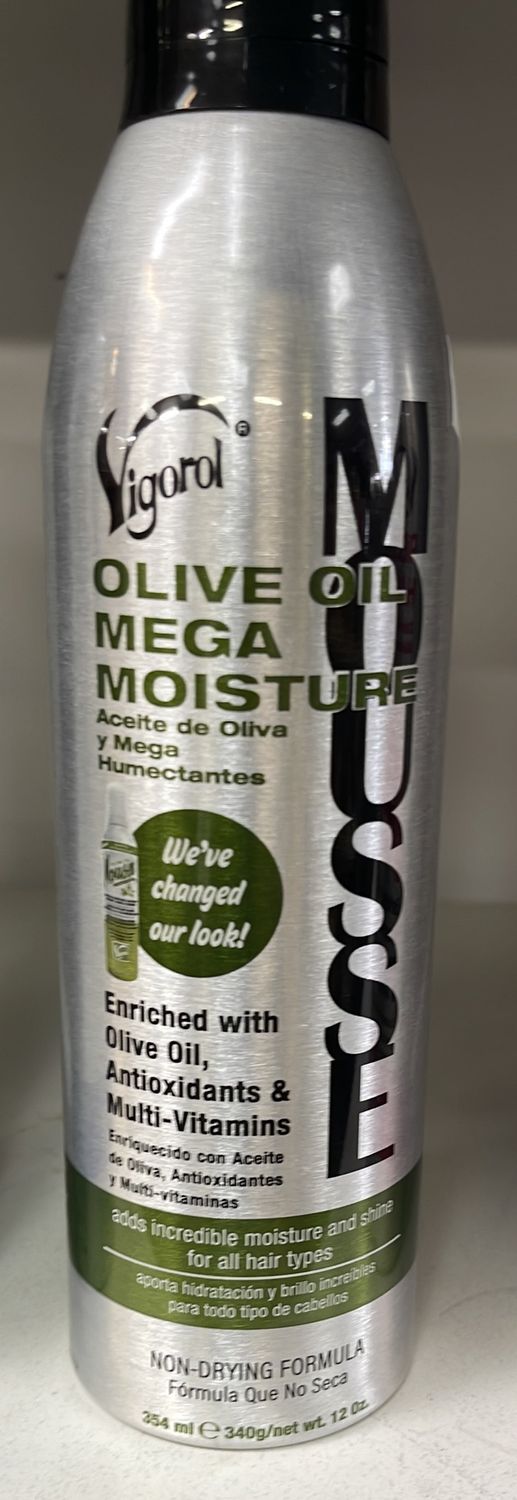 Vigorol®
MOUSSE
OLIVE OIL
MEGA
MOISTURE
Aceite de Oliva
y Mega
Humectantes
We've
changed
our look!
Enriched with
Olive Oil,
Antioxidants &
Multi-Vitamins
Enriquecido con Aceite
de Oliva, Antioxidantes
y Multi-vitaminas
adds incredible moisture and shine
for all hair types
aporta hidratación y brillo increíbles
para todo tipo de cabellos
NON-DRYING FORMULA
Fórmula Que No Seca
354 ml ℮ 340g/net wt. 12 Oz.